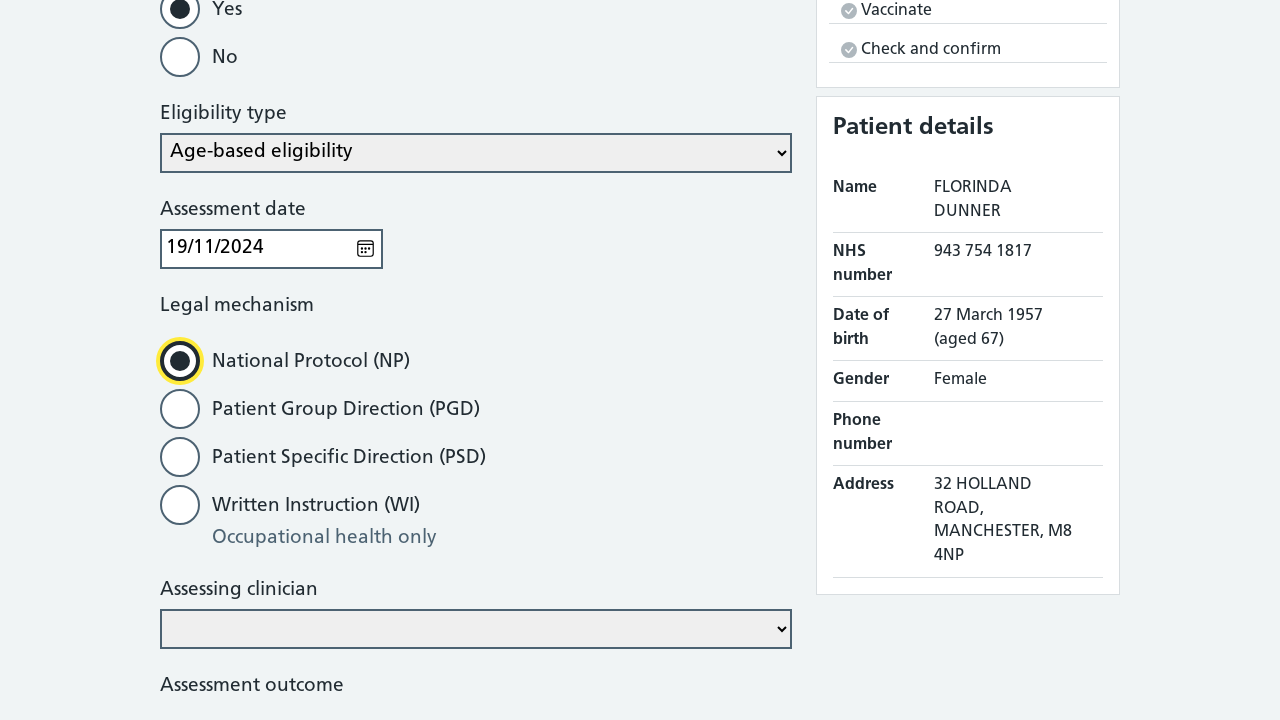 Yes
No
Eligibility type
Age-based eligibility
Assessment date
19/11/2024
Legal mechanism
National Protocol (NP)
Patient Group Direction (PGD)
Patient Specific Direction (PSD)
Written Instruction (WI)
Occupational health only
Assessing clinician
Assessment outcome
Vaccinate
Check and confirm
Patient details
Name FLORINDA
DUNNER
NHS 943 754 1817
number
Date of 27 March 1957
birth (aged 67)
Gender Female
Phone
number
Address 32 HOLLAND
ROAD,
MANCHESTER, M8
4NP